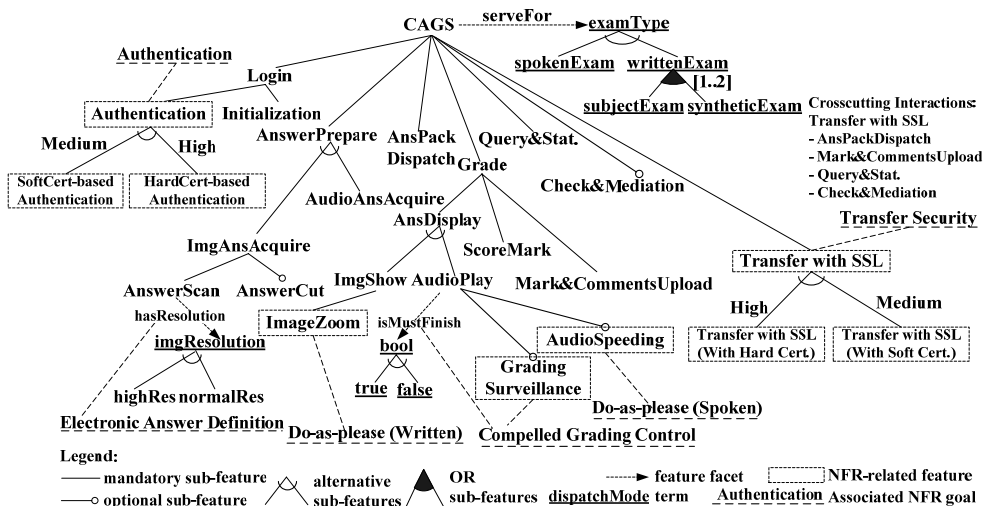 CAGS
serveFor
examType
Authentication
spokenExam
writtenExam
[1..2]
Login
subjectExam
syntheticExam
Crosscutting Interactions:
Transfer with SSL
- AnsPackDispatch
- Mark&CommentsUpload
- Query&Stat.
- Check&Mediation
Authentication
Initialization
AnswerPrepare
AnsPack
Dispatch
Query&Stat.
Medium
High
Grade
SoftCert-based
Authentication
HardCert-based
Authentication
Check&Mediation
AudioAnsAcquire
AnsDisplay
Transfer Security
ImgAnsAcquire
ScoreMark
Transfer with SSL
ImgShow
AudioPlay
Mark&CommentsUpload
AnswerScan
AnswerCut
High
Medium
hasResolution
ImageZoom
isMustFinish
AudioSpeeding
Transfer with SSL
(With Hard Cert.)
Transfer with SSL
(With Soft Cert.)
imgResolution
bool
Grading
Surveillance
highRes
normalRes
true
false
Electronic Answer Definition
Do-as-please (Written)
Do-as-please (Spoken)
Compelled Grading Control
Legend:
mandatory sub-feature
optional sub-feature
alternative
sub-features
OR
sub-features
feature facet
dispatchMode term
NFR-related feature
Authentication Associated NFR goal